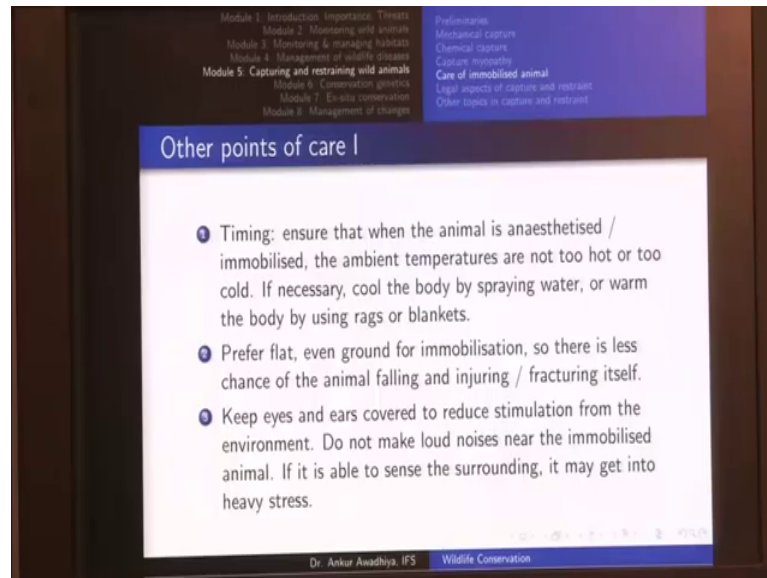 Module 1: Introduction, Importance, Threats
Module 2: Monitoring wild animals
Module 3: Monitoring & managing habitats
Module 4: Management of wildlife diseases
Module 5: Capturing and restraining wild animals
Module 6: Conservation genetics
Module 7: Ex-situ conservation
Module 8: Management of changes
Preliminaries
Mechanical capture
Chemical capture
Capture myopathy
Care of immobilised animal
Legal aspects of capture and restraint
Other topics in capture and restraint
Other points of care I
1 Timing: ensure that when the animal is anaesthetised /
immobilised, the ambient temperatures are not too hot or too
cold. If necessary, cool the body by spraying water, or warm
the body by using rags or blankets.
2 Prefer flat, even ground for immobilisation, so there is less
chance of the animal falling and injuring / fracturing itself.
3 Keep eyes and ears covered to reduce stimulation from the
environment. Do not make loud noises near the immobilised
animal. If it is able to sense the surrounding, it may get into
heavy stress.
Dr. Ankur Awadhiya, IFS
Wildlife Conservation